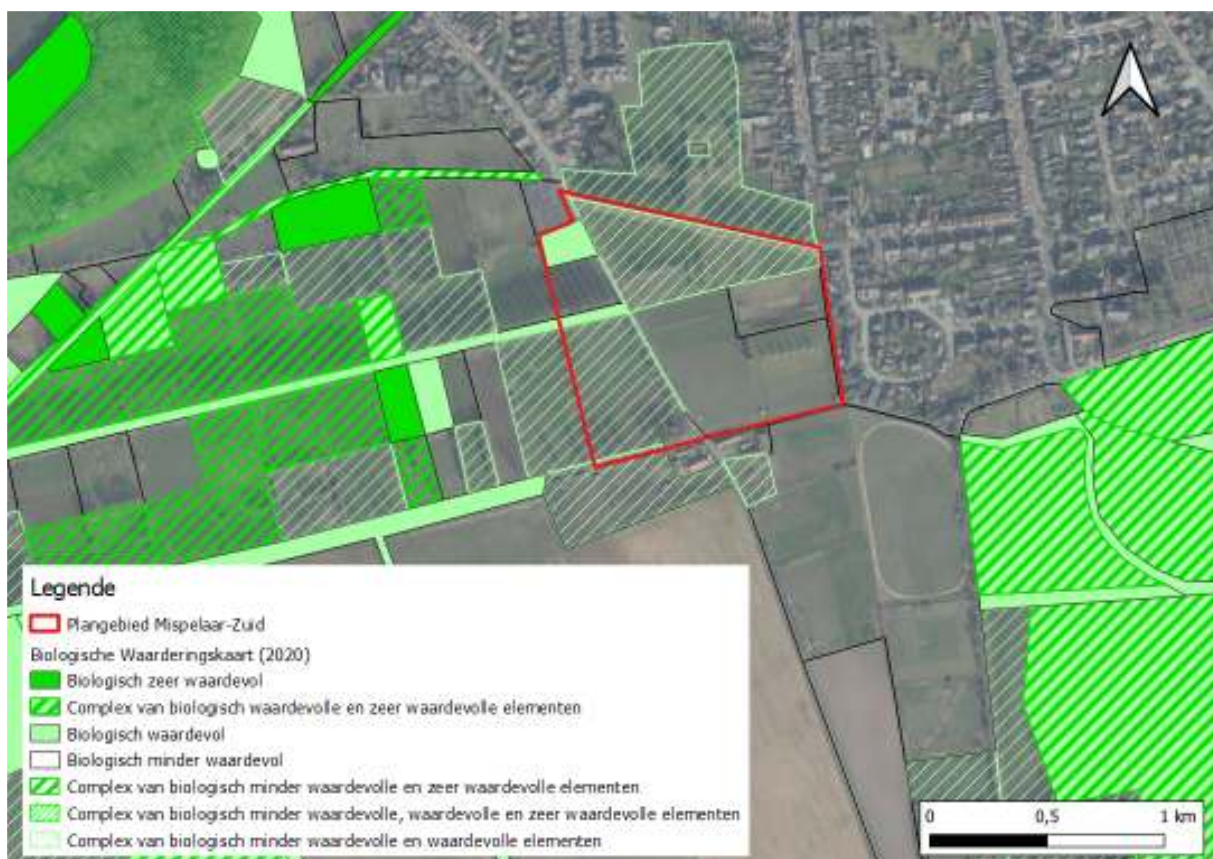 Legende
Plangebied Mispelaar-Zuid
Biologische Waarderingskaart (2020)
Biologisch zeer waardevol
Complex van biologisch waardevolle en zeer waardevolle elementen
Biologisch waardevol
Biologisch minder waardevol
Complex van biologisch minder waardevolle en zeer waardevolle elementen
Complex van biologisch minder waardevolle, waardevolle en zeer waardevolle elementen
Complex van biologisch minder waardevolle en waardevolle elementen
0 0,5 1 km